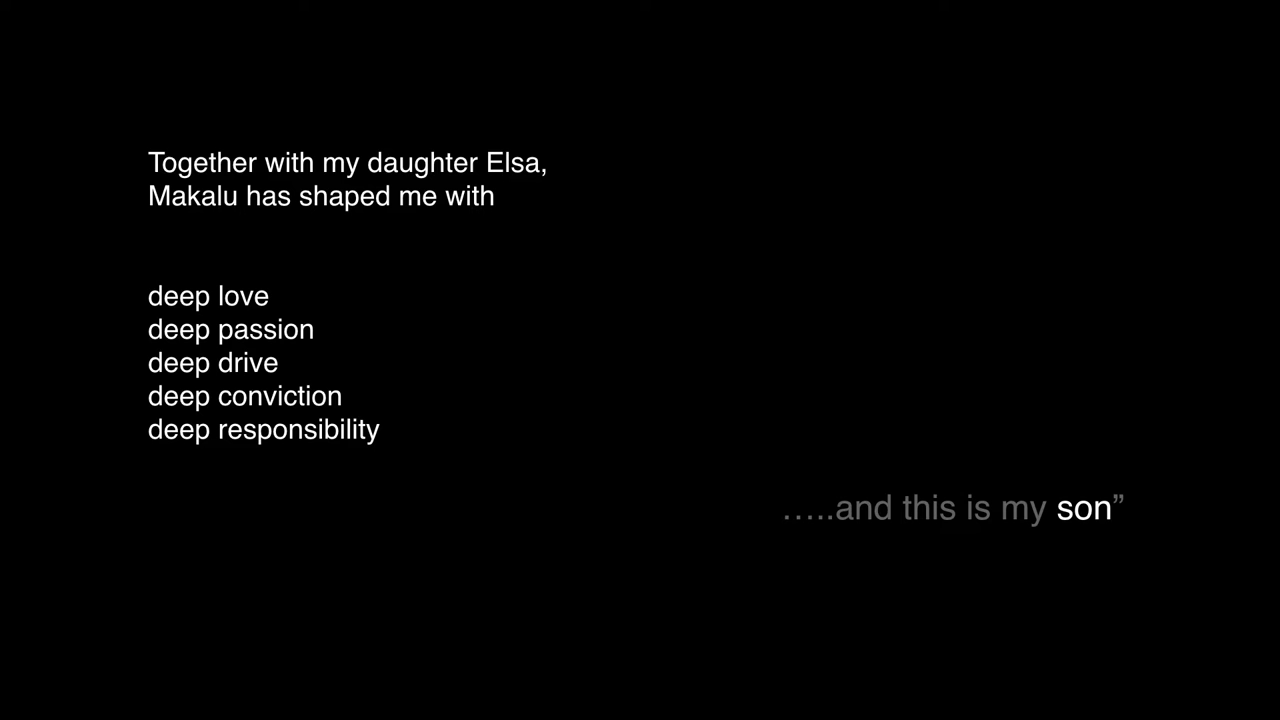 Together with my daughter Elsa,
Makalu has shaped me with
deep love
deep passion
deep drive
deep conviction
deep responsibility
…..and this is my son”